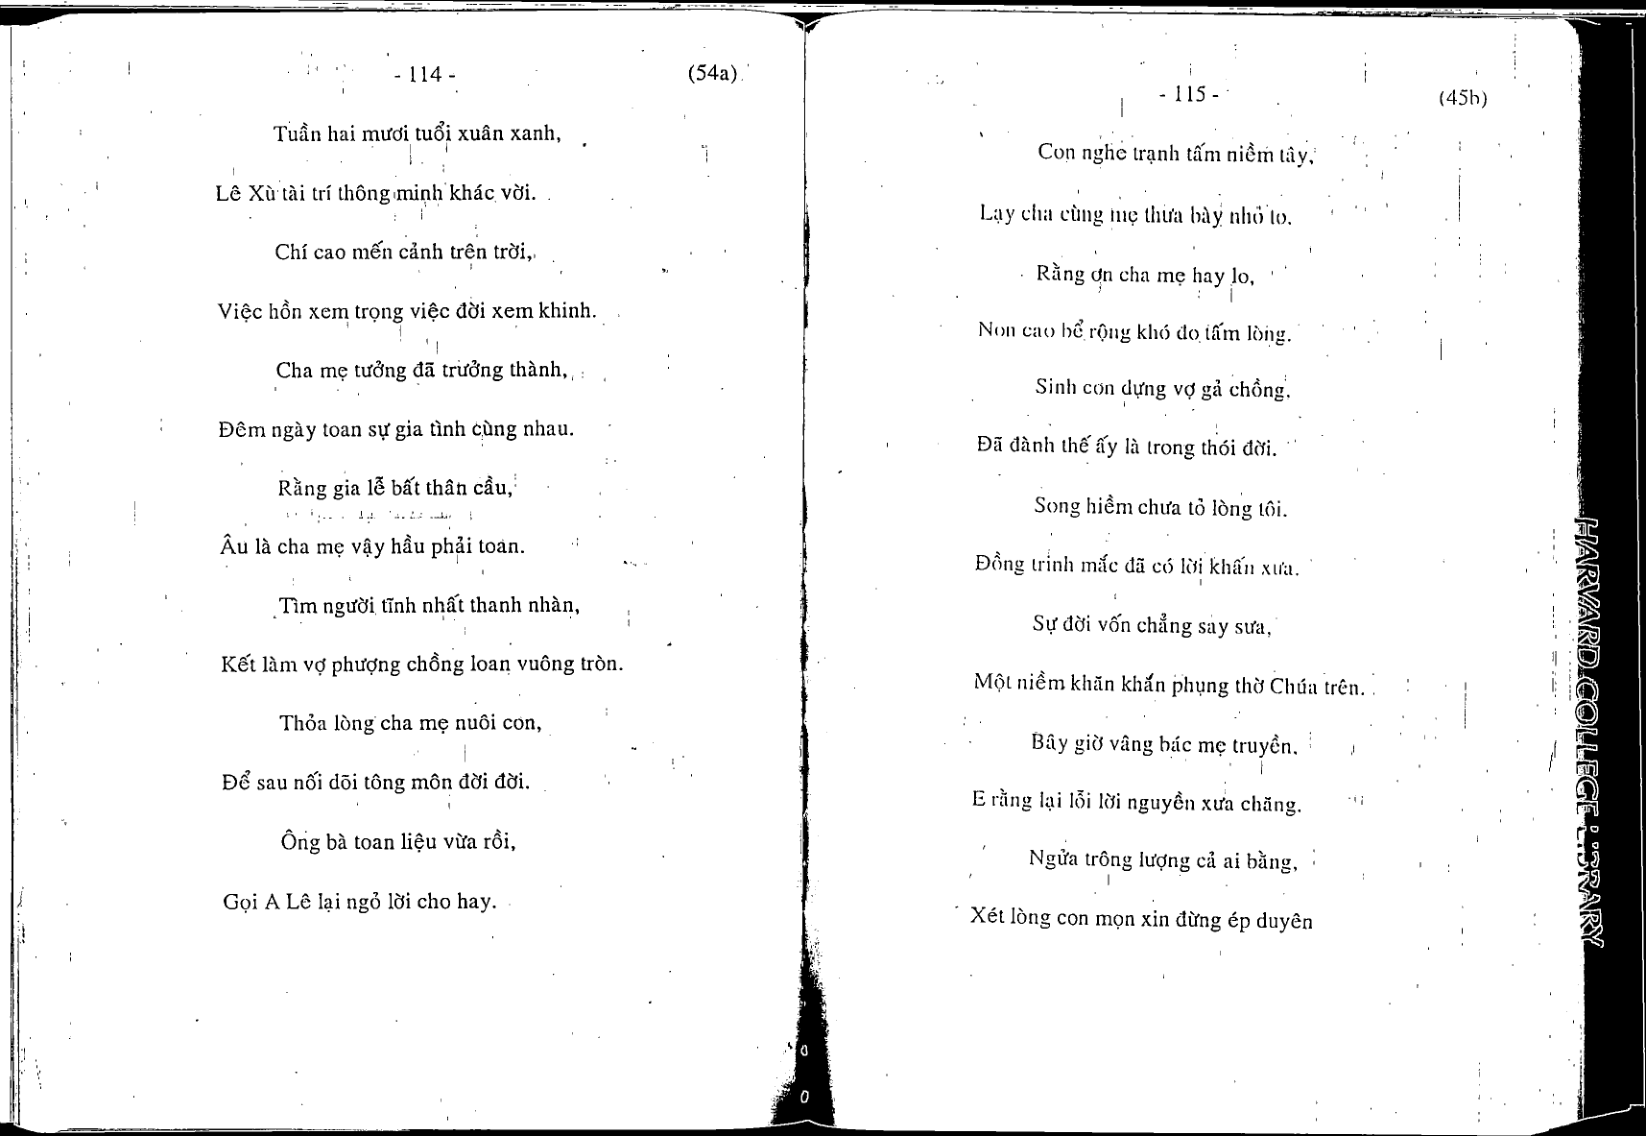 - 114 - (54a)
Tuần hai mươi tuổi xuân xanh,
Lê Xù tài trí thông minh khác vời.
Chí cao mến cảnh trên trời,
Việc hồn xem trọng việc đời xem khinh.
Cha mẹ tưởng đã trưởng thành,
Đêm ngày toan sự gia tình cùng nhau.
Rằng gia lễ bất thân cầu,
Âu là cha mẹ vậy hầu phải toan.
Tìm người tĩnh nhất thanh nhàn,
Kết làm vợ phượng chồng loan vuông tròn.
Thỏa lòng cha mẹ nuôi con,
Để sau nối dõi tông môn đời đời.
Ông bà toan liệu vừa rồi,
Gọi A Lê lại ngỏ lời cho hay.
- 115 - (45b)
Con nghe trạnh tấm niềm tây,
Lạy cha cùng mẹ thưa bày nhỏ to.
Rằng ơn cha mẹ hay lo,
Non cao bể rộng khó đo tấm lòng.
Sinh con dựng vợ gả chồng,
Đã đành thế ấy là trong thói đời.
Song hiềm chưa tỏ lòng tôi.
Đồng trinh mắc đã có lời khấn xưa.
Sự đời vốn chẳng say sưa,
Một niềm khăn khắn phụng thờ Chúa trên.
Bây giờ vâng bác mẹ truyền,
E rằng lại lỗi lời nguyền xưa chăng.
Ngửa trông lượng cả ai bằng,
Xét lòng con mọn xin đừng ép duyên
HARVARD COLLEGE LIBRARY